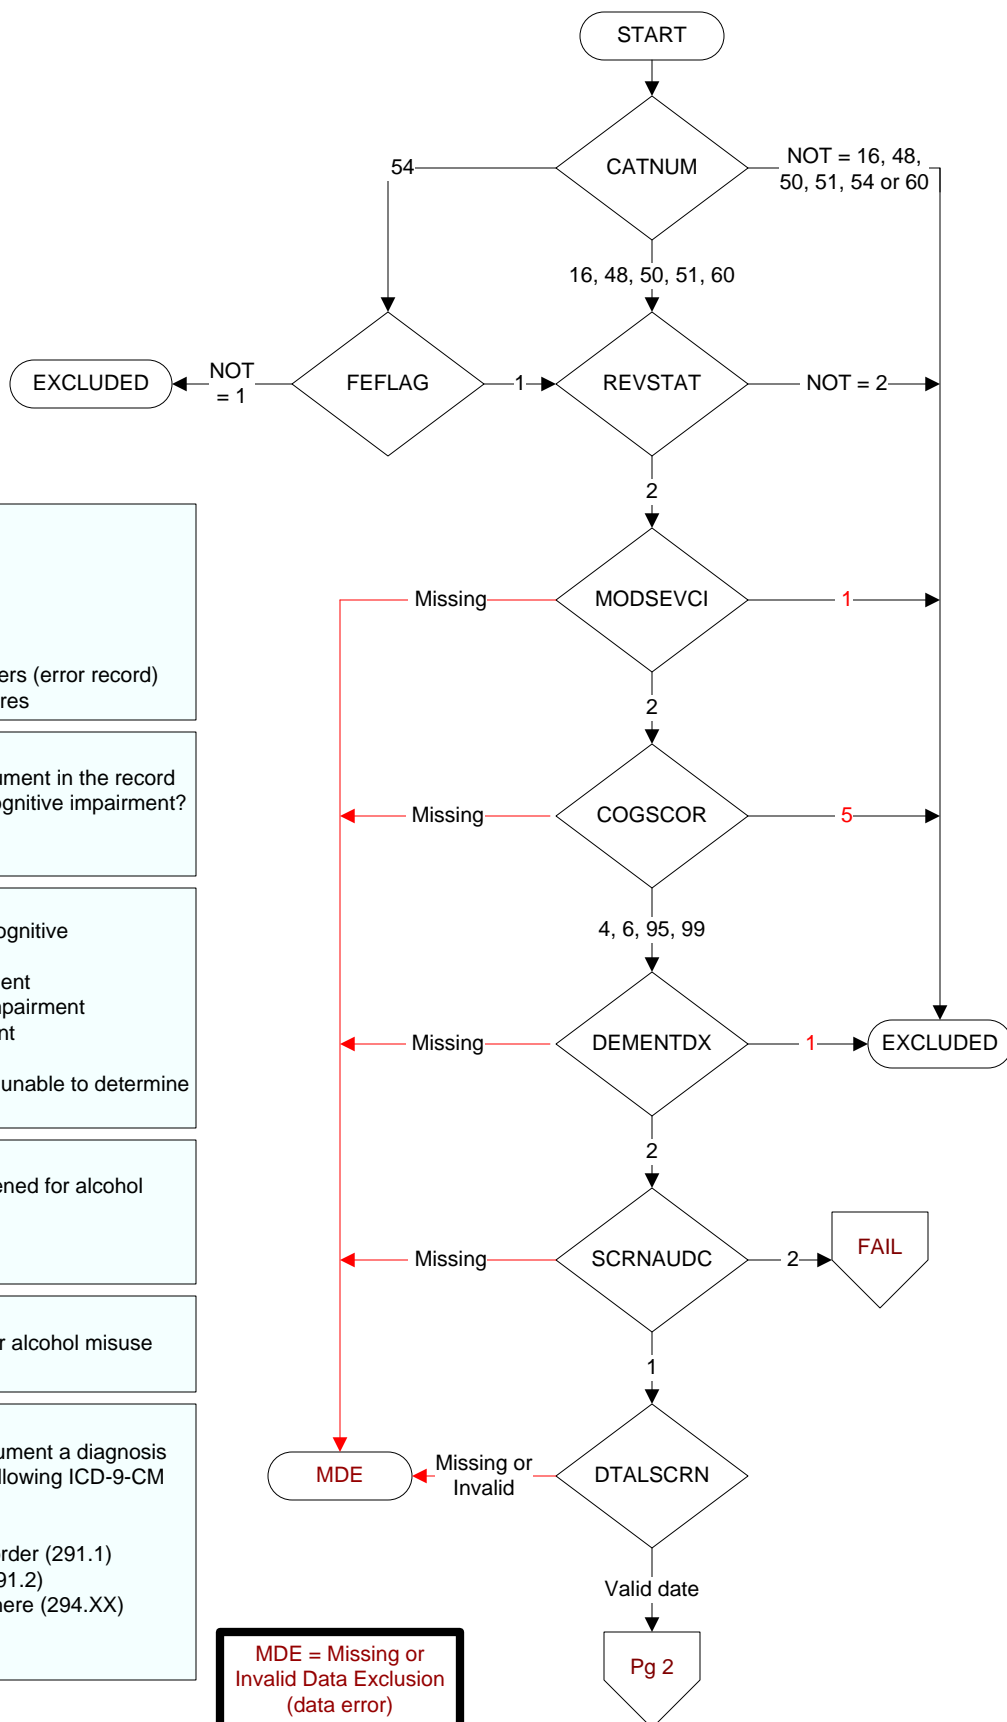 START
CATNUM
54
NOT = 16, 48,
50, 51, 54 or 60
16, 48, 50, 51, 60
EXCLUDED
NOT
= 1
FEFLAG
1
REVSTAT
NOT = 2
2
ers (error record)
res
Missing
MODSEVCI
1
2
ument in the record
ognitive impairment?
Missing
COGSCOR
5
4, 6, 95, 99
ognitive
ent
npairment
nt
unable to determine
Missing
DEMENTDX
1
EXCLUDED
2
ened for alcohol
Missing
SCRNAUDC
2
FAIL
1
r alcohol misuse
ument a diagnosis
llowing ICD-9-CM
order (291.1)
91.2)
here (294.XX)
MDE
Missing or
Invalid
DTALSCRN
Valid date
Pg 2
MDE = Missing or
Invalid Data Exclusion
(data error)